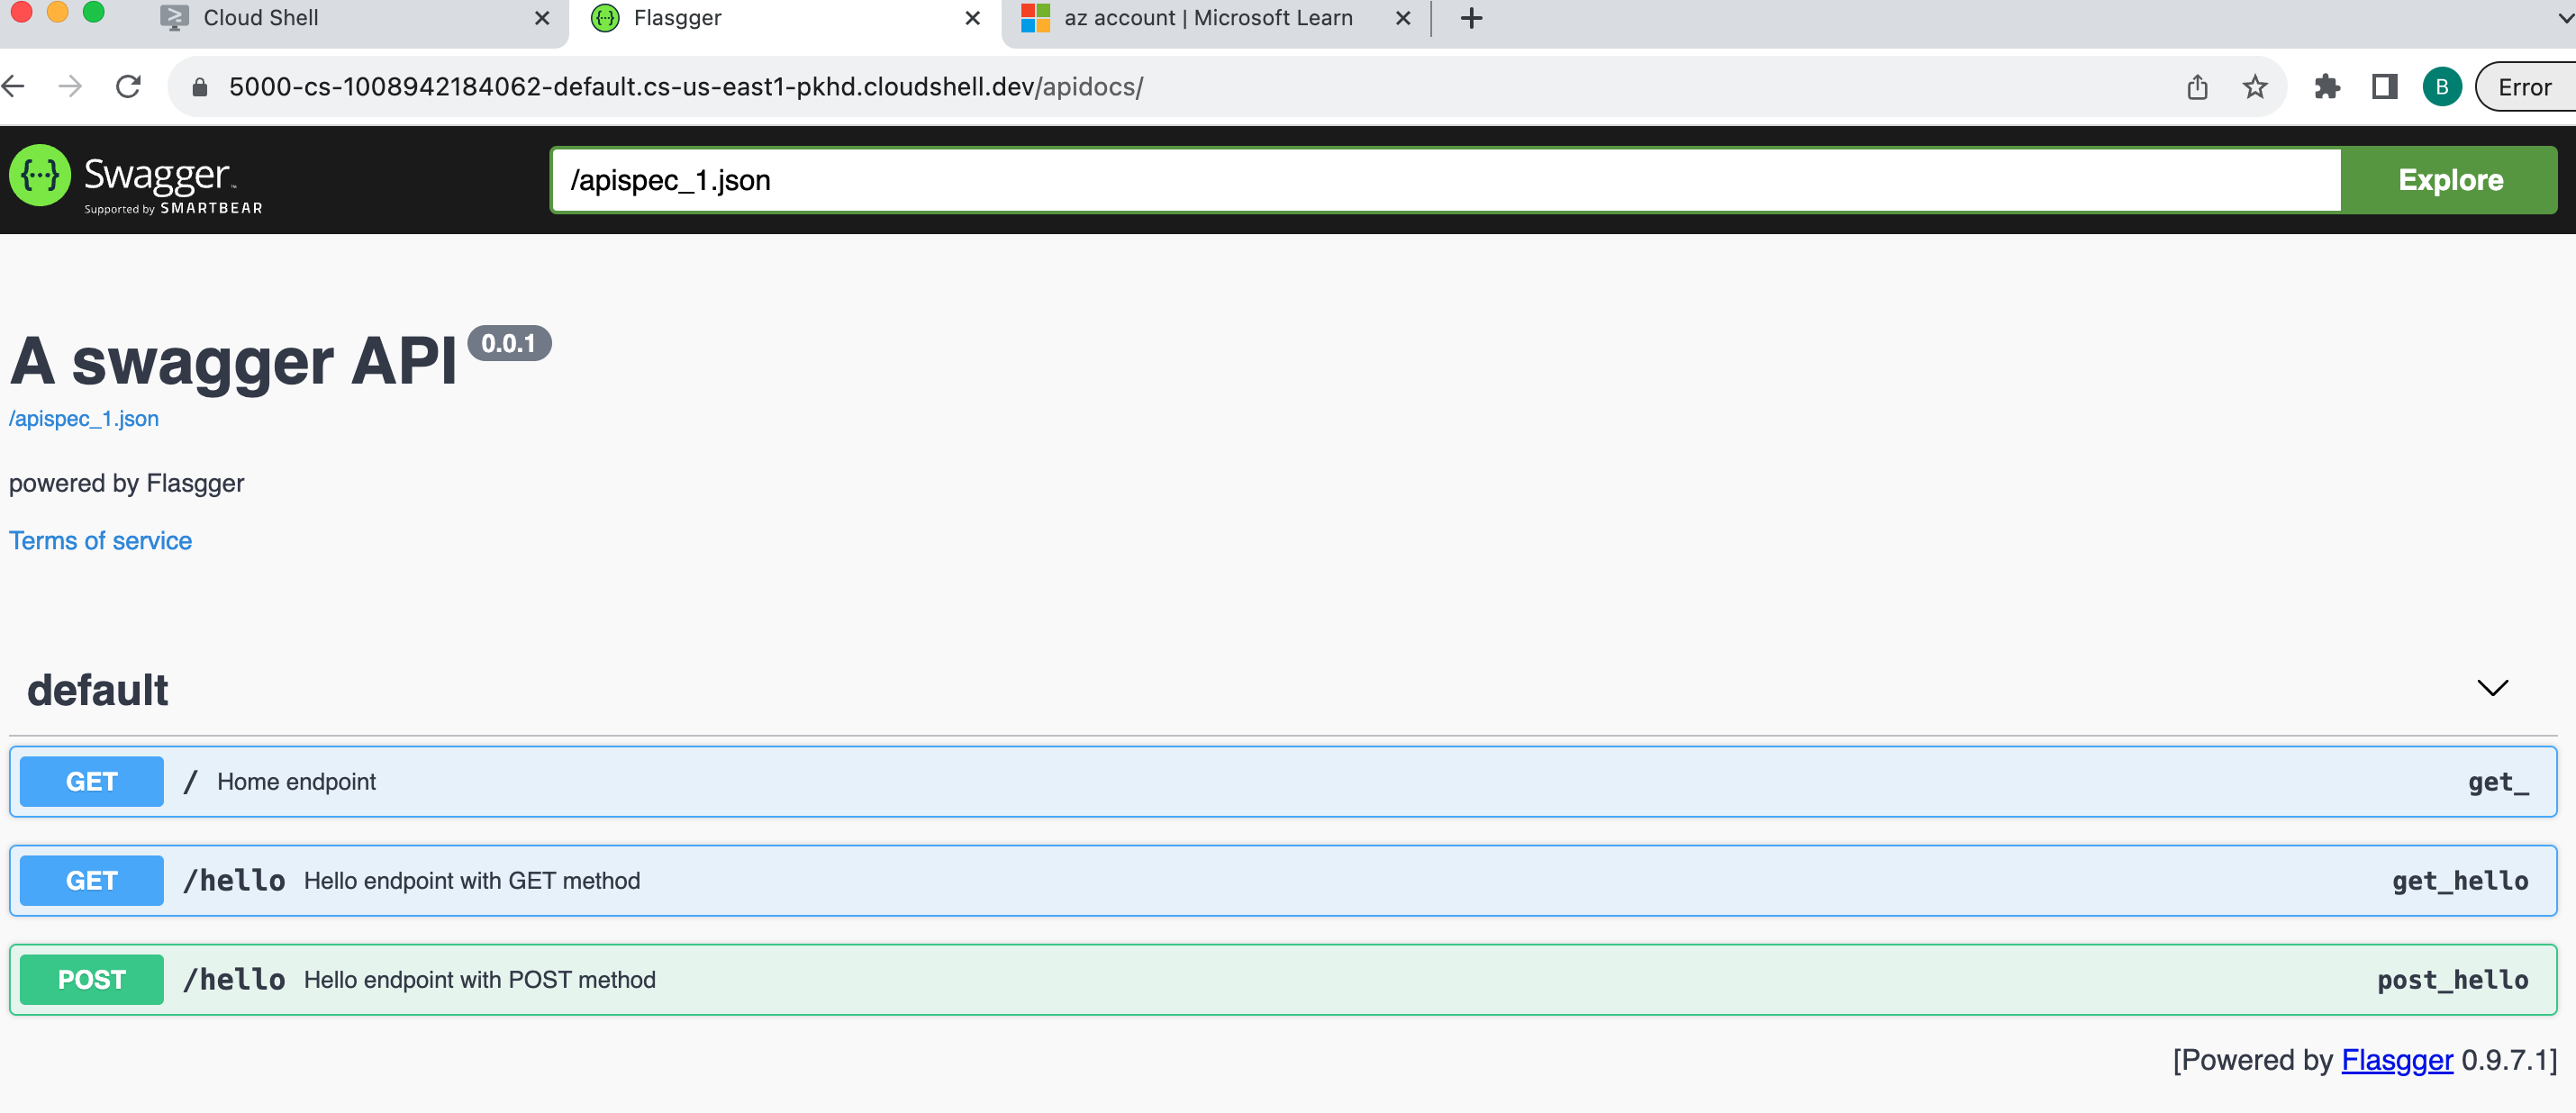 Cloud Shell
Flasgger
az account | Microsoft Learn
5000-cs-1008942184062-default.cs-us-east1-pkhd.cloudshell.dev/apidocs/
B
Error
{···} Swagger™
Supported by SMARTBEAR
/apispec_1.json
Explore
A swagger API 0.0.1
/apispec_1.json
powered by Flasgger
Terms of service
default
GET / Home endpoint get_
GET /hello Hello endpoint with GET method get_hello
POST /hello Hello endpoint with POST method post_hello
[Powered by Flasgger 0.9.7.1]